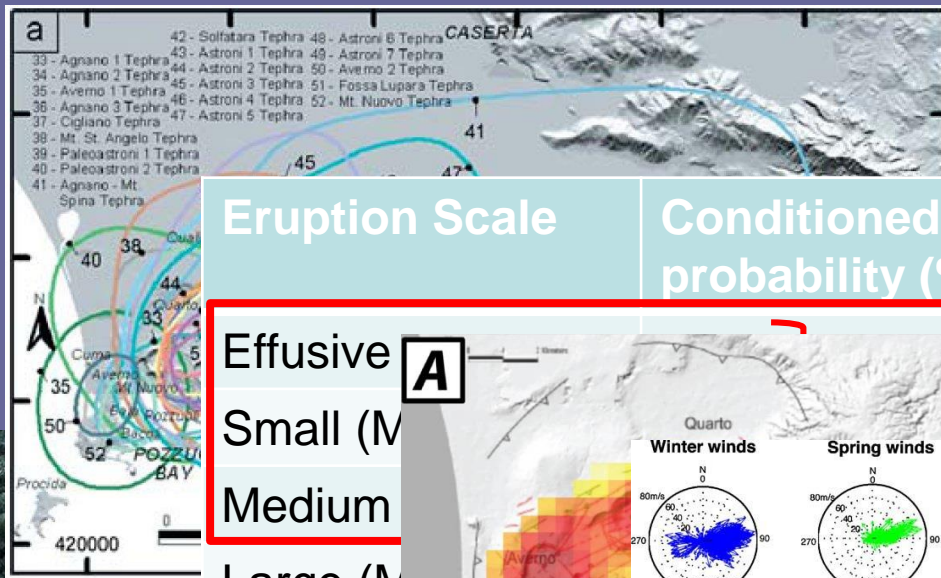 a
33 - Agnano 1 Tephra
34 - Agnano 2 Tephra
35 - Averno 1 Tephra
36 - Agnano 3 Tephra
37 - Cigliano Tephra
38 - Mt. St. Angelo Tephra
39 - Paleoastroni 1 Tephra
40 - Paleoastroni 2 Tephra
41 - Agnano - Mt.
Spina Tephra
42 - Solfatara Tephra
43 - Astroni 1 Tephra
44 - Astroni 2 Tephra
45 - Astroni 3 Tephra
46 - Astroni 4 Tephra
47 - Astroni 5 Tephra
48 - Astroni 6 Tephra
49 - Astroni 7 Tephra
50 - Averno 2 Tephra
51 - Fossa Lupara Tephra
52 - Mt. Nuovo Tephra
CASERTA
41
45
47
40
38
44
33
N
Cuma
Averno
Mt Nuovo
35
50
52
Bacoli
BAY
Procida
0
420000
Eruption Scale
Conditioned
probability (
Effusive
Small (M
Medium
Large (M
A
Quarto
Averno
Winter winds
N
0
80m/s
60
40
20
270
90
Spring winds
N
0
80m/s
60
40
20
270
90